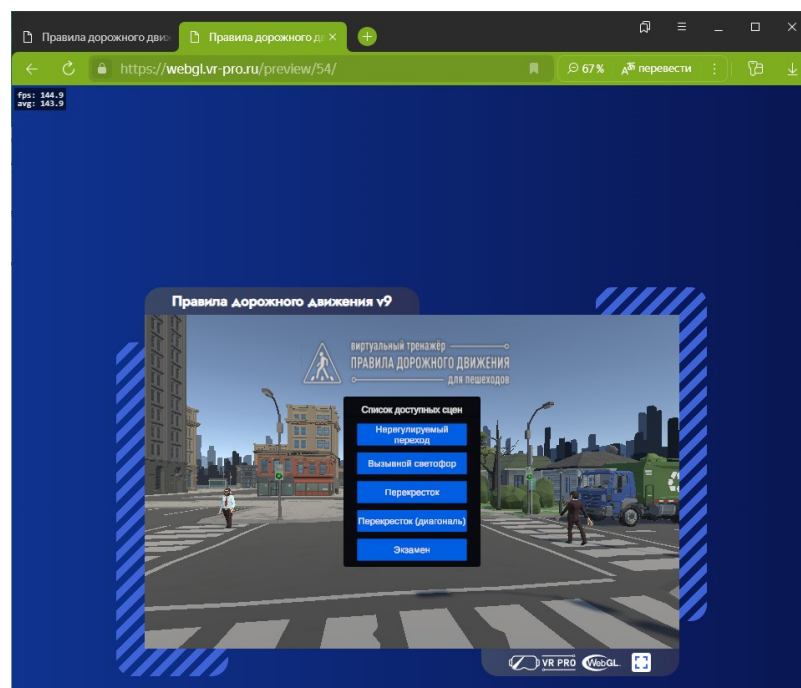 Правила дорожного движ
Правила дорожного д
https://webgl.vr-pro.ru/preview/54/
67 %
перевести
fps: 144.9
avg: 143.9
Правила дорожного движения v9
виртуальный тренажёр
ПРАВИЛА ДОРОЖНОГО ДВИЖЕНИЯ
для пешеходов
Список доступных сцен
Нерегулируемый
переход
Вызывной светофор
Перекресток
Перекресток (диагональ)
Экзамен
VR PRO
WebGL